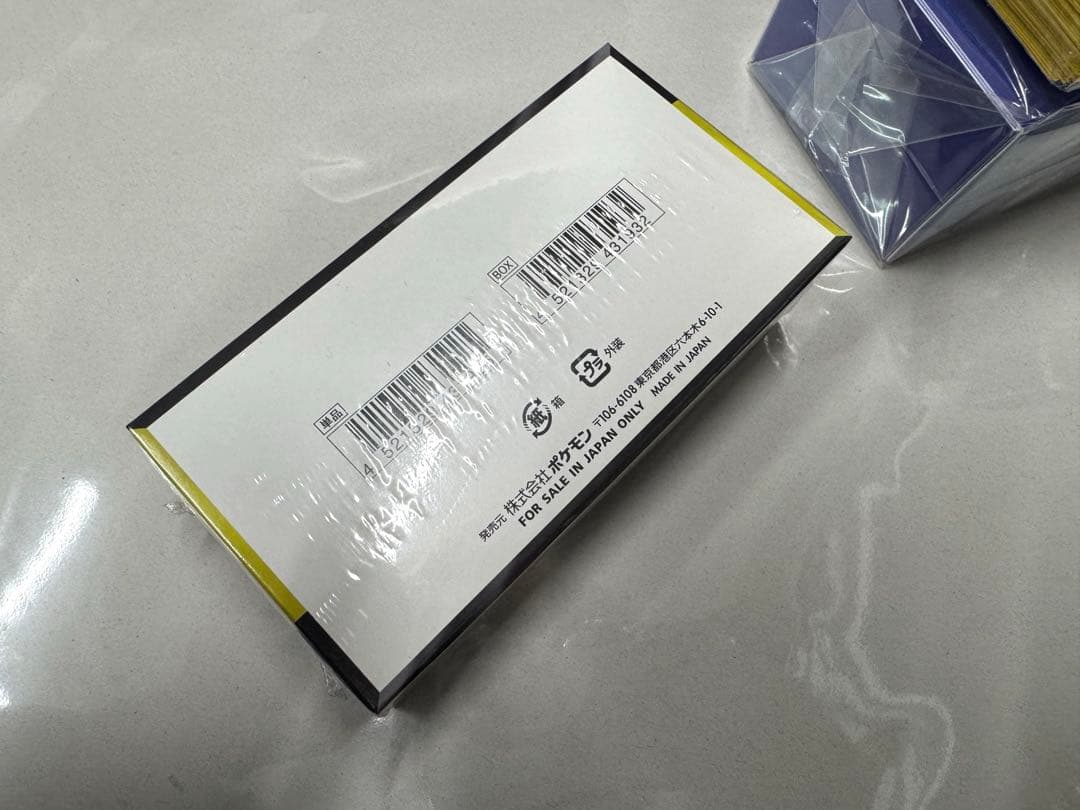 単品
BOX
4 521329 431932
プラ 外装
紙 箱
発売元 株式会社ポケモン 〒106-6108 東京都港区六本木6-10-1
FOR SALE IN JAPAN ONLY MADE IN JAPAN